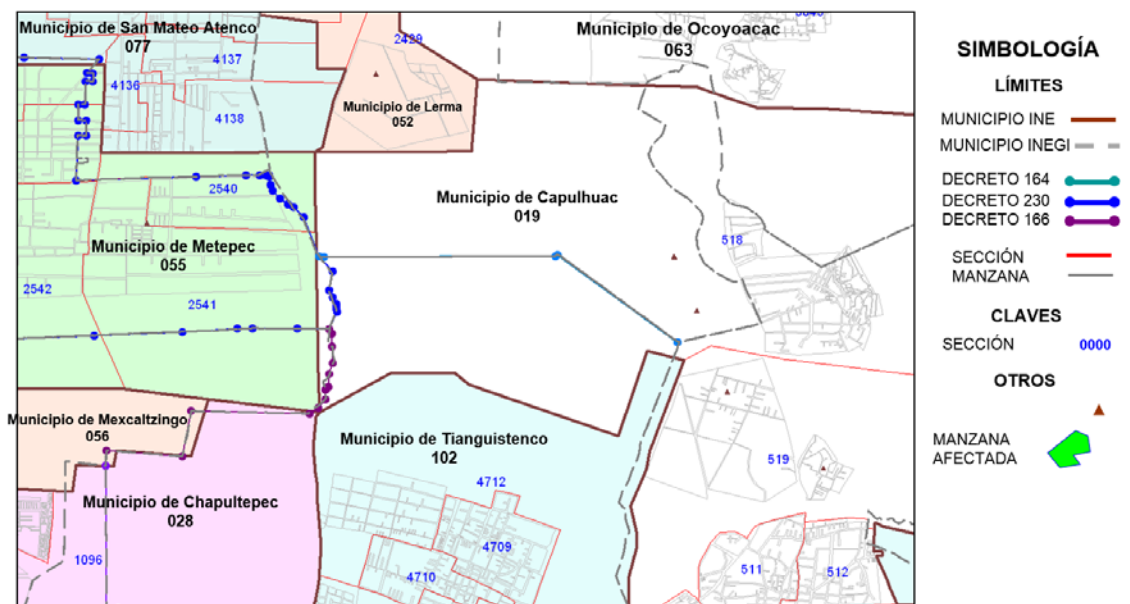 Municipio de San Mateo Atenco
077
4137
4136
4138
2429
Municipio de Lerma
052
Municipio de Ocoyoacac
063
2540
Municipio de Capulhuac
019
518
Municipio de Metepec
055
2542
2541
Municipio de Mexcaltzingo
056
Municipio de Tianguistenco
102
4712
519
Municipio de Chapultepec
028
4709
1096
4710
511
512
SIMBOLOGÍA
LÍMITES
MUNICIPIO INE
MUNICIPIO INEGI
DECRETO 164
DECRETO 230
DECRETO 166
SECCIÓN
MANZANA
CLAVES
SECCIÓN 0000
OTROS
MANZANA
AFECTADA